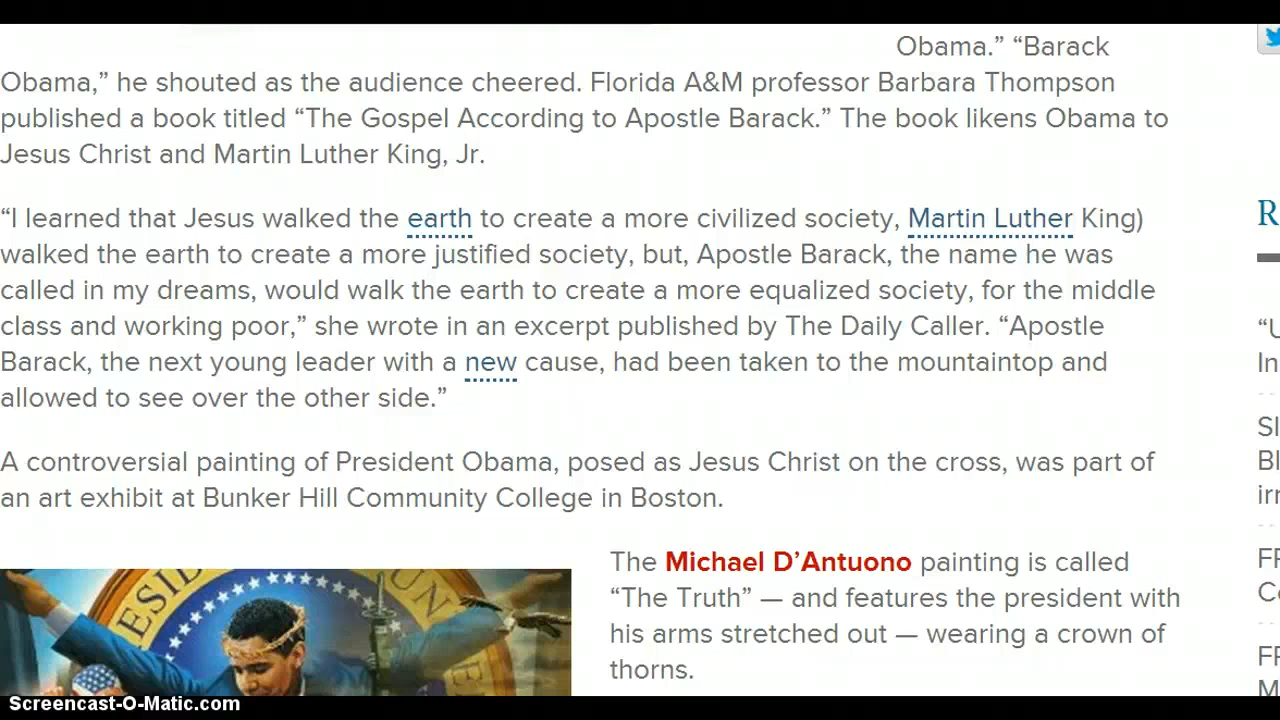 Obama.” “Barack
Obama,” he shouted as the audience cheered. Florida A&M professor Barbara Thompson
published a book titled “The Gospel According to Apostle Barack.” The book likens Obama to
Jesus Christ and Martin Luther King, Jr.
“I learned that Jesus walked the earth to create a more civilized society, Martin Luther King)
walked the earth to create a more justified society, but, Apostle Barack, the name he was
called in my dreams, would walk the earth to create a more equalized society, for the middle
class and working poor,” she wrote in an excerpt published by The Daily Caller. “Apostle
Barack, the next young leader with a new cause, had been taken to the mountaintop and
allowed to see over the other side.”
A controversial painting of President Obama, posed as Jesus Christ on the cross, was part of
an art exhibit at Bunker Hill Community College in Boston.
The Michael D’Antuono painting is called
“The Truth” — and features the president with
his arms stretched out — wearing a crown of
thorns.
ESID
UN
Screencast-O-Matic.com